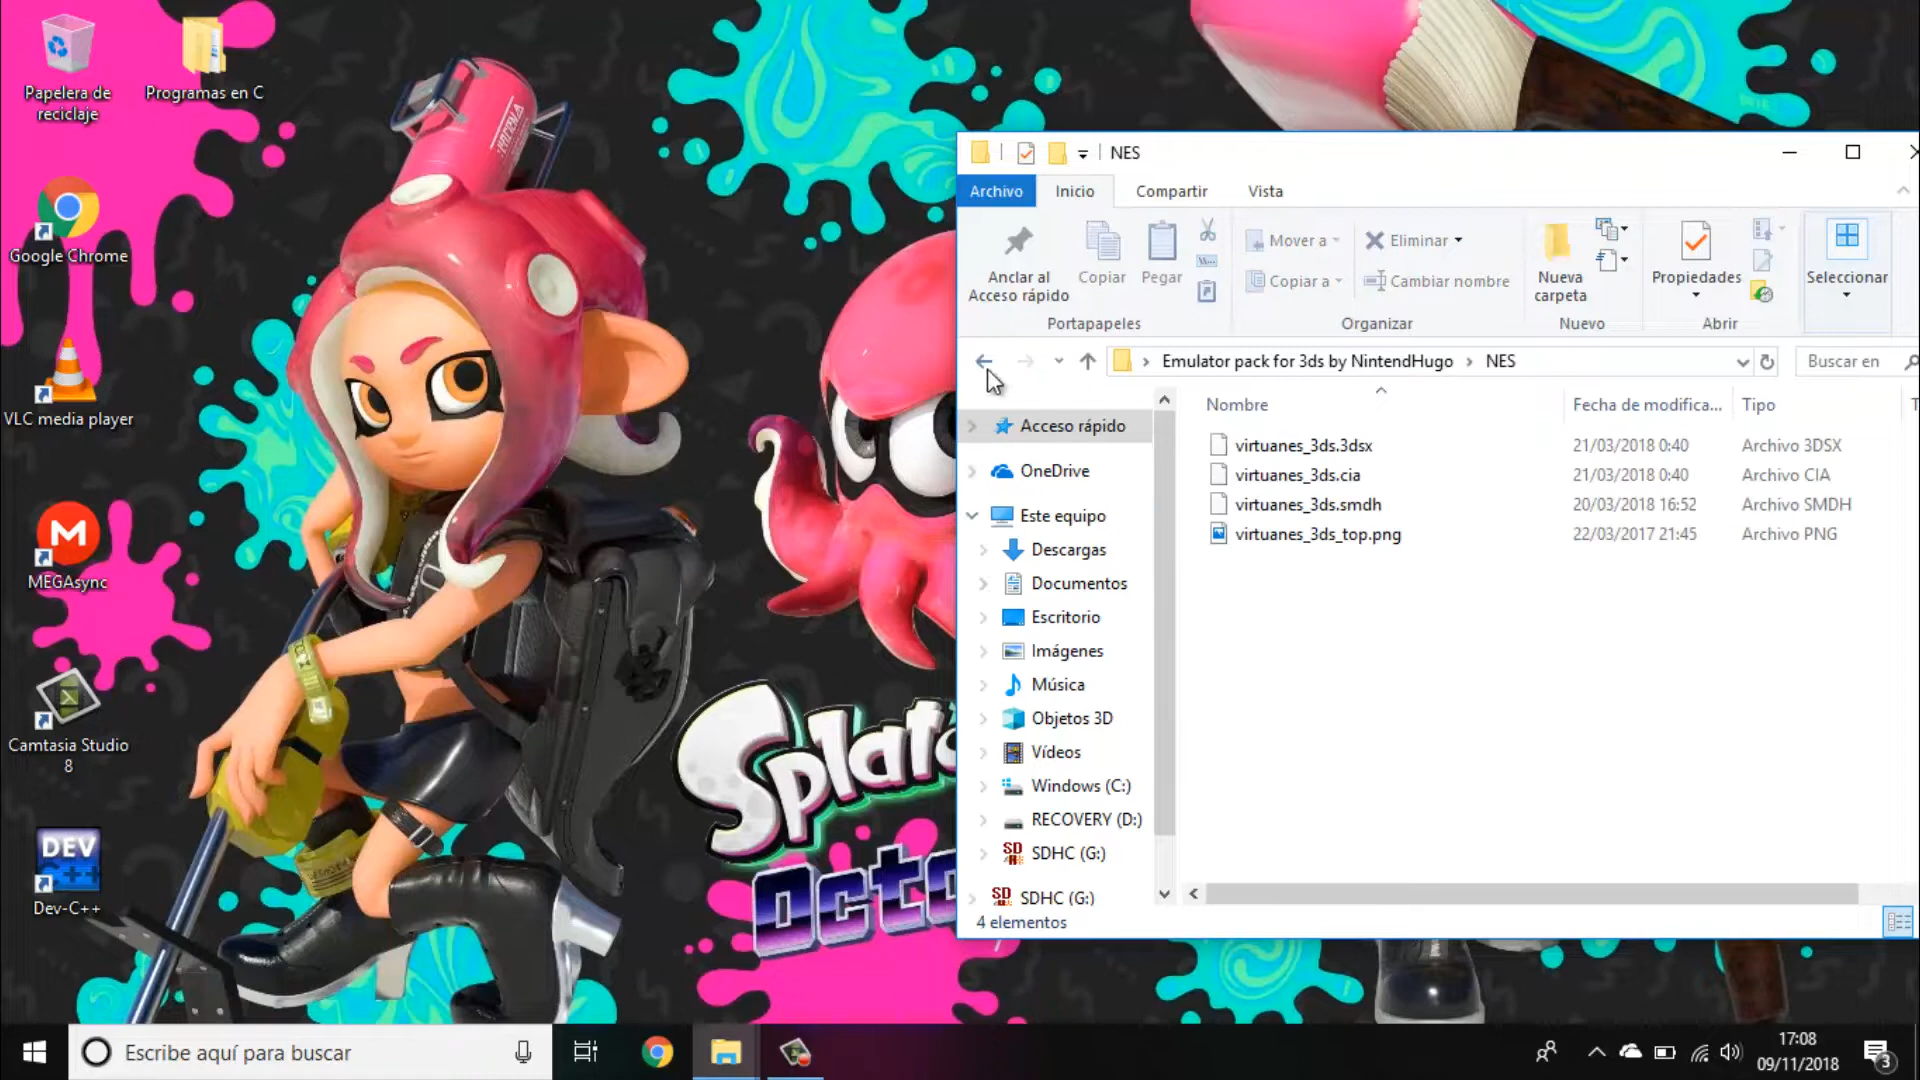 Papelera de
reciclaje
Programas en C
Google Chrome
VLC media player
MEGAsync
Camtasia Studio
8
DEV
C++
Dev-C++
NES
Archivo
Inicio
Compartir
Vista
Anclar al
Acceso rápido
Copiar
Pegar
Mover a
Copiar a
Eliminar
Cambiar nombre
Nueva
carpeta
Propiedades
Seleccionar
Portapapeles
Organizar
Nuevo
Abrir
Emulator pack for 3ds by NintendHugo
NES
Buscar en
Acceso rápido
OneDrive
Este equipo
Descargas
Documentos
Escritorio
Imágenes
Música
Objetos 3D
Vídeos
Windows (C:)
RECOVERY (D:)
SD
SDHC (G:)
SD
SDHC (G:)
Nombre
Fecha de modifica...
Tipo
T
virtuanes_3ds.3dsx
21/03/2018 0:40
Archivo 3DSX
virtuanes_3ds.cia
21/03/2018 0:40
Archivo CIA
virtuanes_3ds.smdh
20/03/2018 16:52
Archivo SMDH
virtuanes_3ds_top.png
22/03/2017 21:45
Archivo PNG
4 elementos
Splato
Octo
Escribe aquí para buscar
17:08
09/11/2018
3